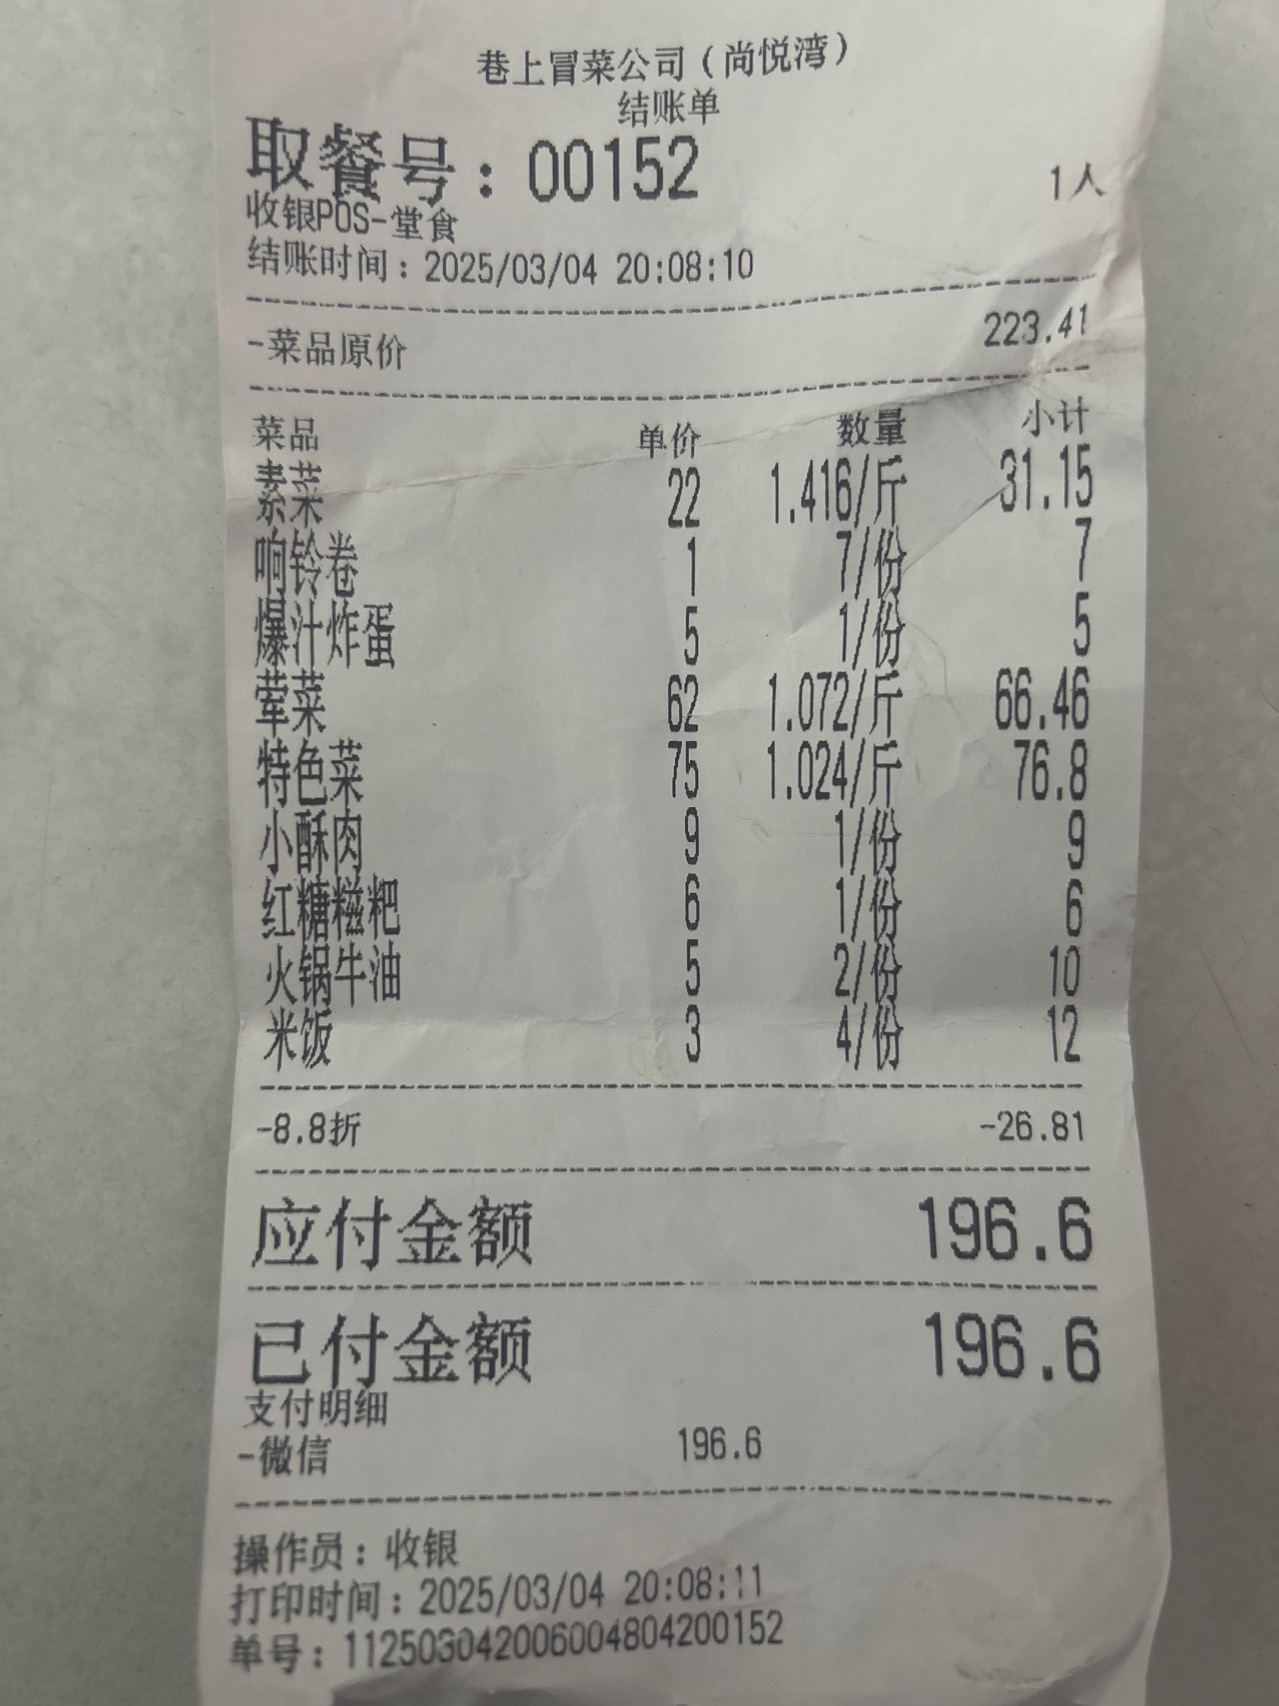 巷上冒菜公司（尚悦湾）
结账单
取餐号：00152 1人
收银POS-堂食
结账时间：2025/03/04 20:08:10
-菜品原价 223.41
菜品 单价 数量 小计
素菜 22 1.416/斤 31.15
响铃卷 1 7/份 7
爆汁炸蛋 5 1/份 5
荤菜 62 1.072/斤 66.46
特色菜 75 1.024/斤 76.8
小酥肉 9 1/份 9
红糖糍粑 6 1/份 6
火锅牛油 5 2/份 10
米饭 3 4/份 12
-8.8折 -26.81
应付金额 196.6
已付金额 196.6
支付明细
-微信 196.6
操作员：收银
打印时间：2025/03/04 20:08:11
单号：112503042006004804200152